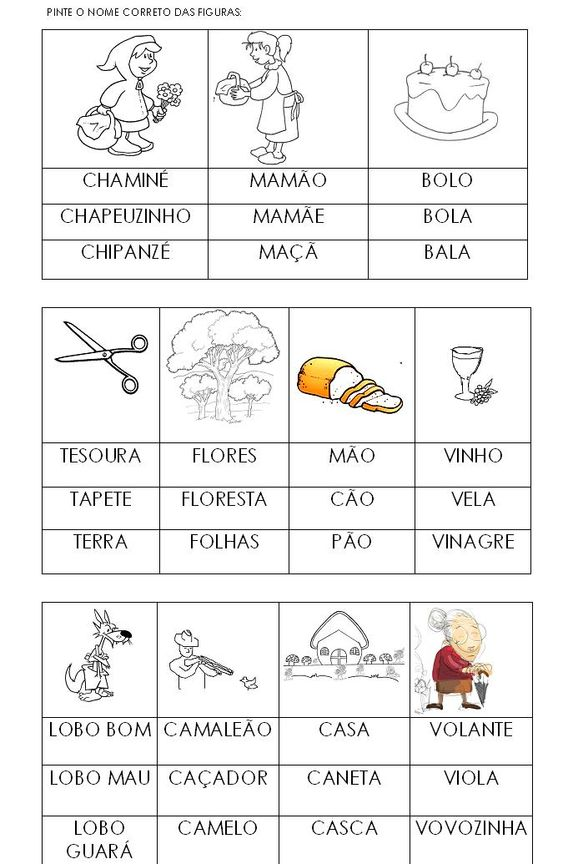 PINTE O NOME CORRETO DAS FIGURAS:
CHAMINÉ MAMÃO BOLO
CHAPEUZINHO MAMÃE BOLA
CHIPANZÉ MAÇÃ BALA
TESOURA FLORES MÃO VINHO
TAPETE FLORESTA CÃO VELA
TERRA FOLHAS PÃO VINAGRE
LOBO BOM CAMALEÃO CASA VOLANTE
LOBO MAU CAÇADOR CANETA VIOLA
LOBO CAMELO CASCA VOVOZINHA
GUARÁ